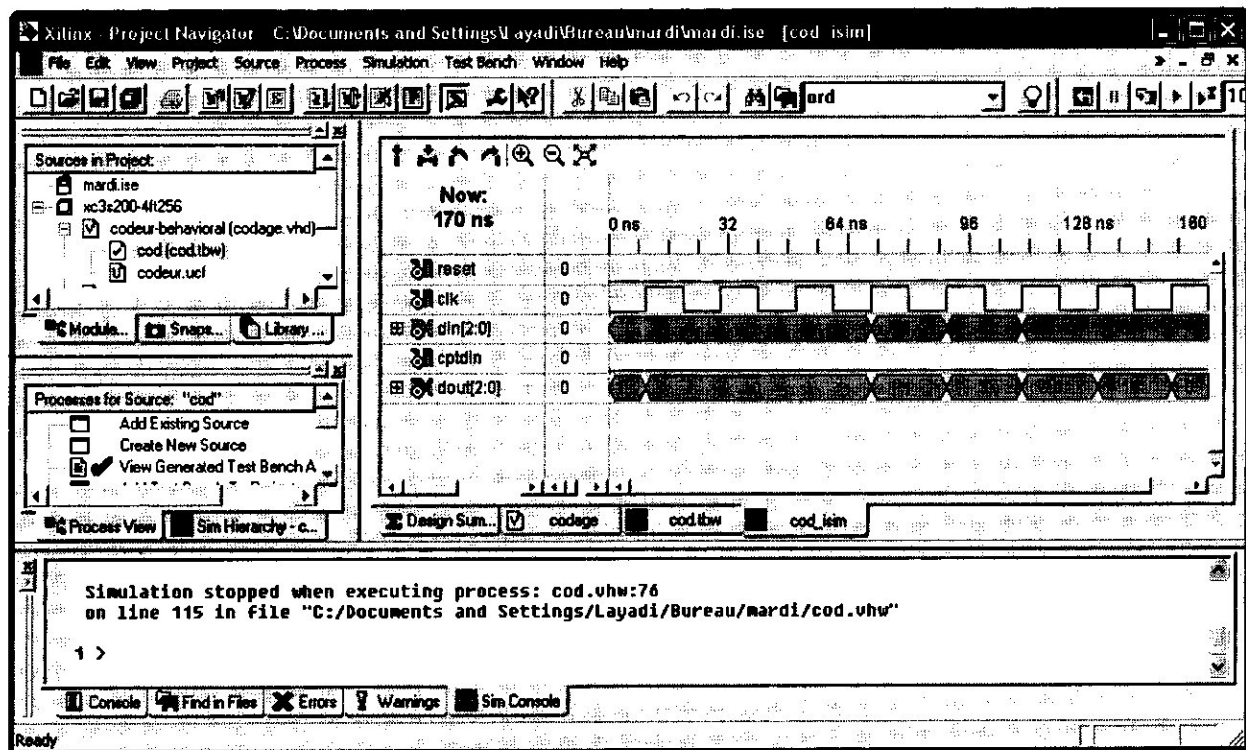 Xilinx - Project Navigator - C:\Documents and Settings\Layadi\Bureau\mardi\mardi.ise - [cod_isim]
File Edit View Project Source Process Simulation Test Bench Window Help
ord
10
Sources in Project:
mardi.ise
xc3s200-4ft256
codeur-behavioral (codage.vhd)
cod (cod.tbw)
codeur.ucf
Module... Snaps... Library ...
Processes for Source: "cod"
Add Existing Source
Create New Source
View Generated Test Bench A
Process View Sim Hierarchy - c...
Now:
170 ns
0 ns 32 64 ns 96 128 ns 160
reset 0
clk 0
din[2:0] 0
cptdin 0
dout[2:0] 0
Design Sum... codage cod.tbw cod_isim
Simulation stopped when executing process: cod.vhw:76
on line 115 in file "C:/Documents and Settings/Layadi/Bureau/mardi/cod.vhw"
1 >
Console Find in Files Errors Warnings Sim Console
Ready